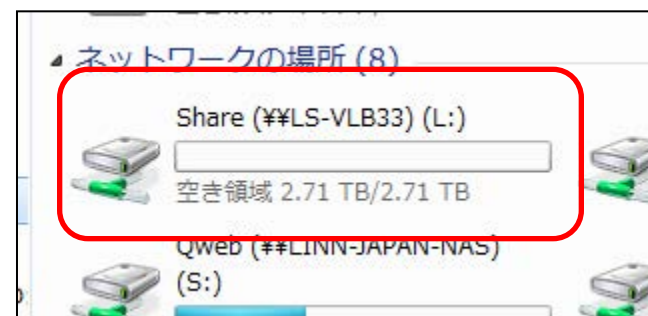 ネットワークの場所 (8)
Share (¥¥LS-VLB33) (L:)
空き領域 2.71 TB/2.71 TB
Qweb (¥¥LINN-JAPAN-NAS)
(S:)